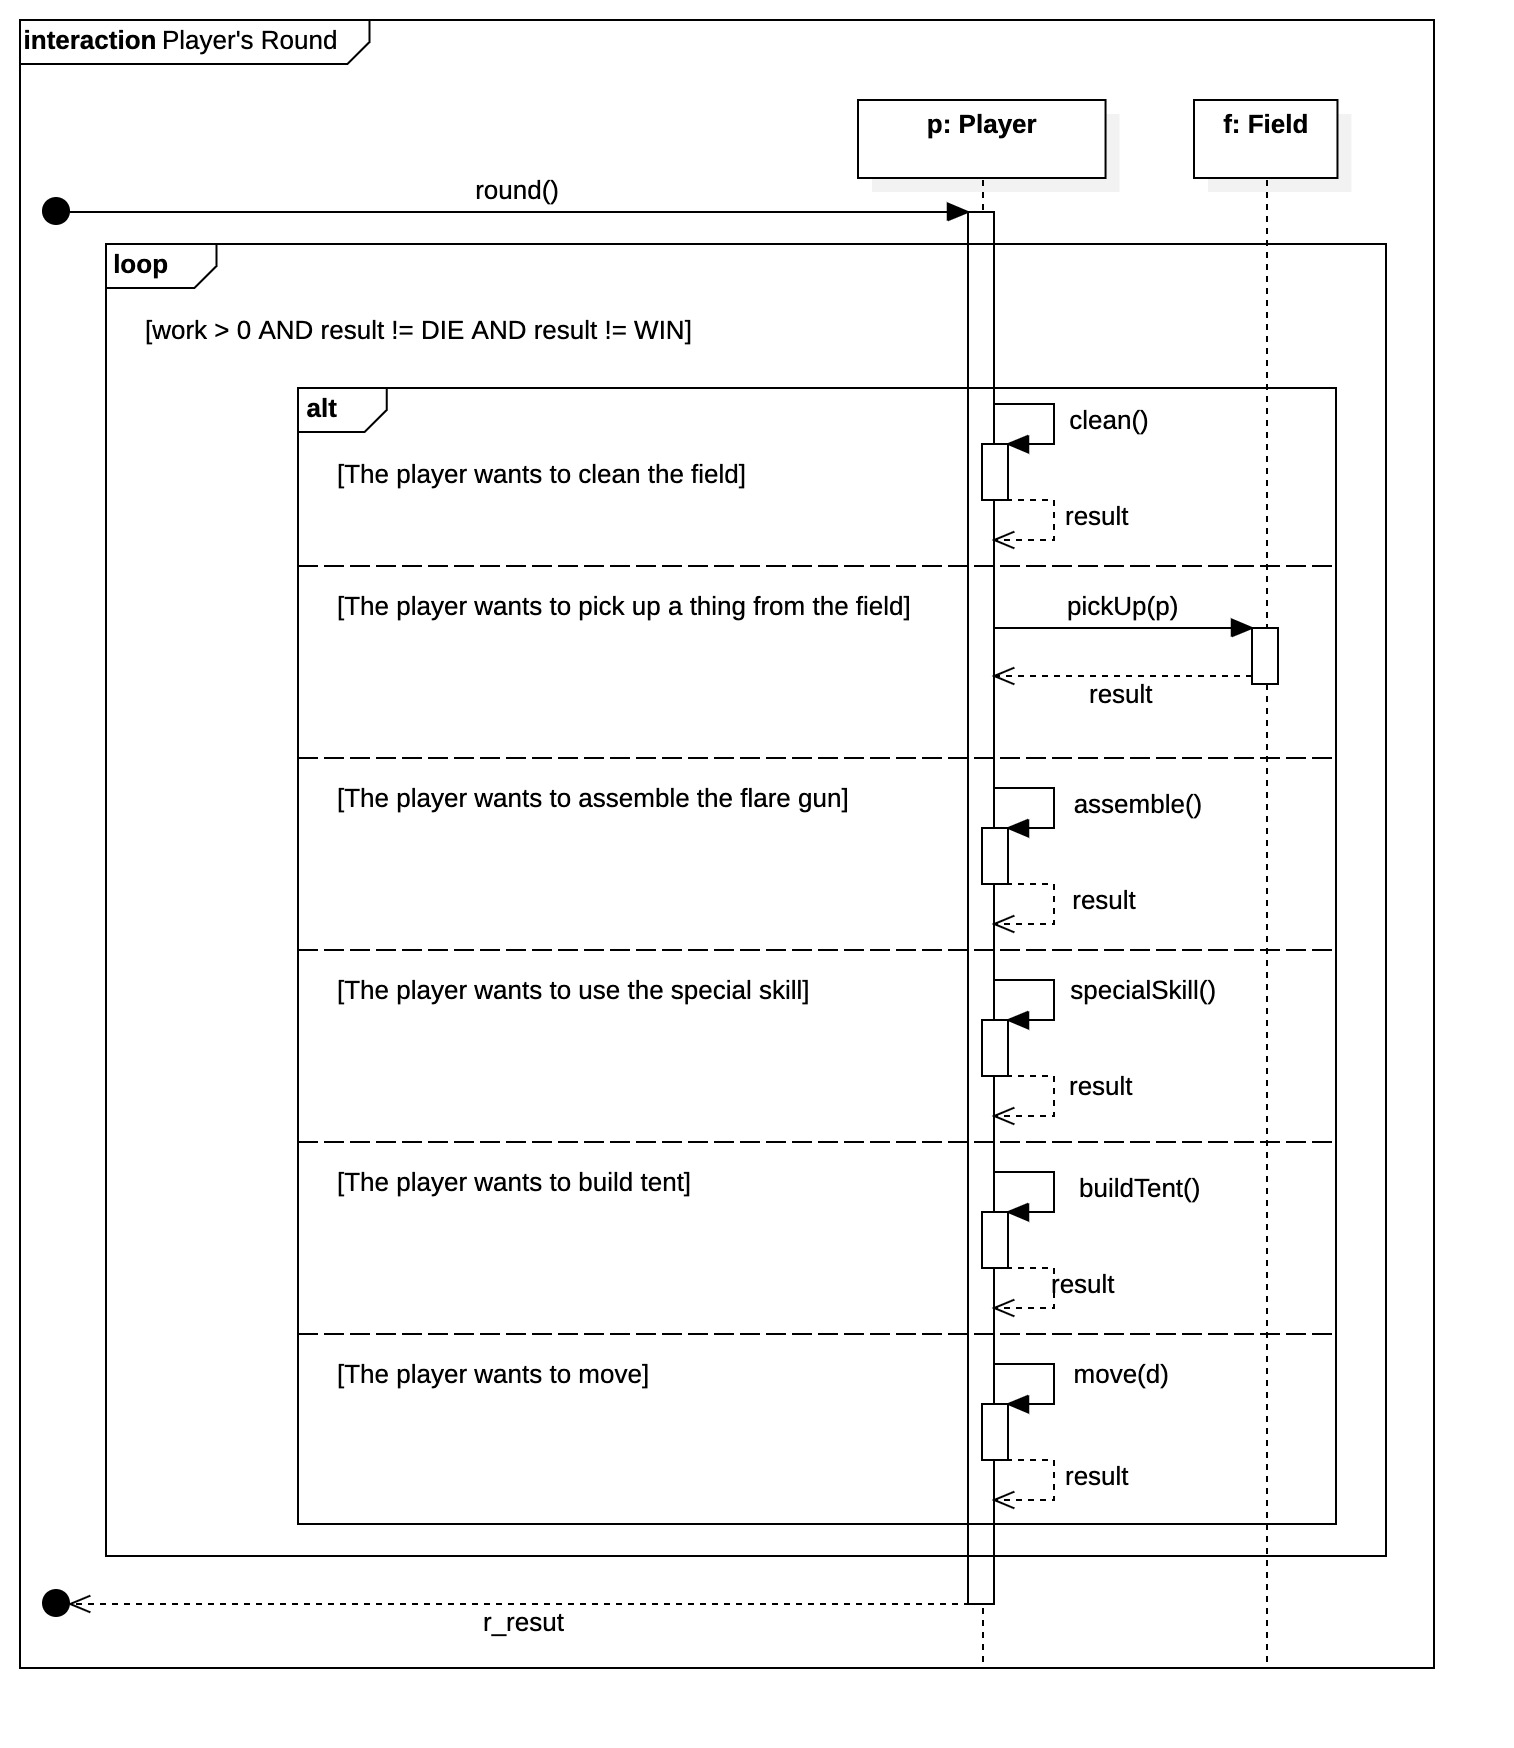 interaction Player's Round
p: Player
f: Field
round()
loop
[work > 0 AND result != DIE AND result != WIN]
alt
clean()
[The player wants to clean the field]
result
[The player wants to pick up a thing from the field]
pickUp(p)
result
[The player wants to assemble the flare gun]
assemble()
result
[The player wants to use the special skill]
specialSkill()
result
[The player wants to build tent]
buildTent()
result
[The player wants to move]
move(d)
result
r_resut